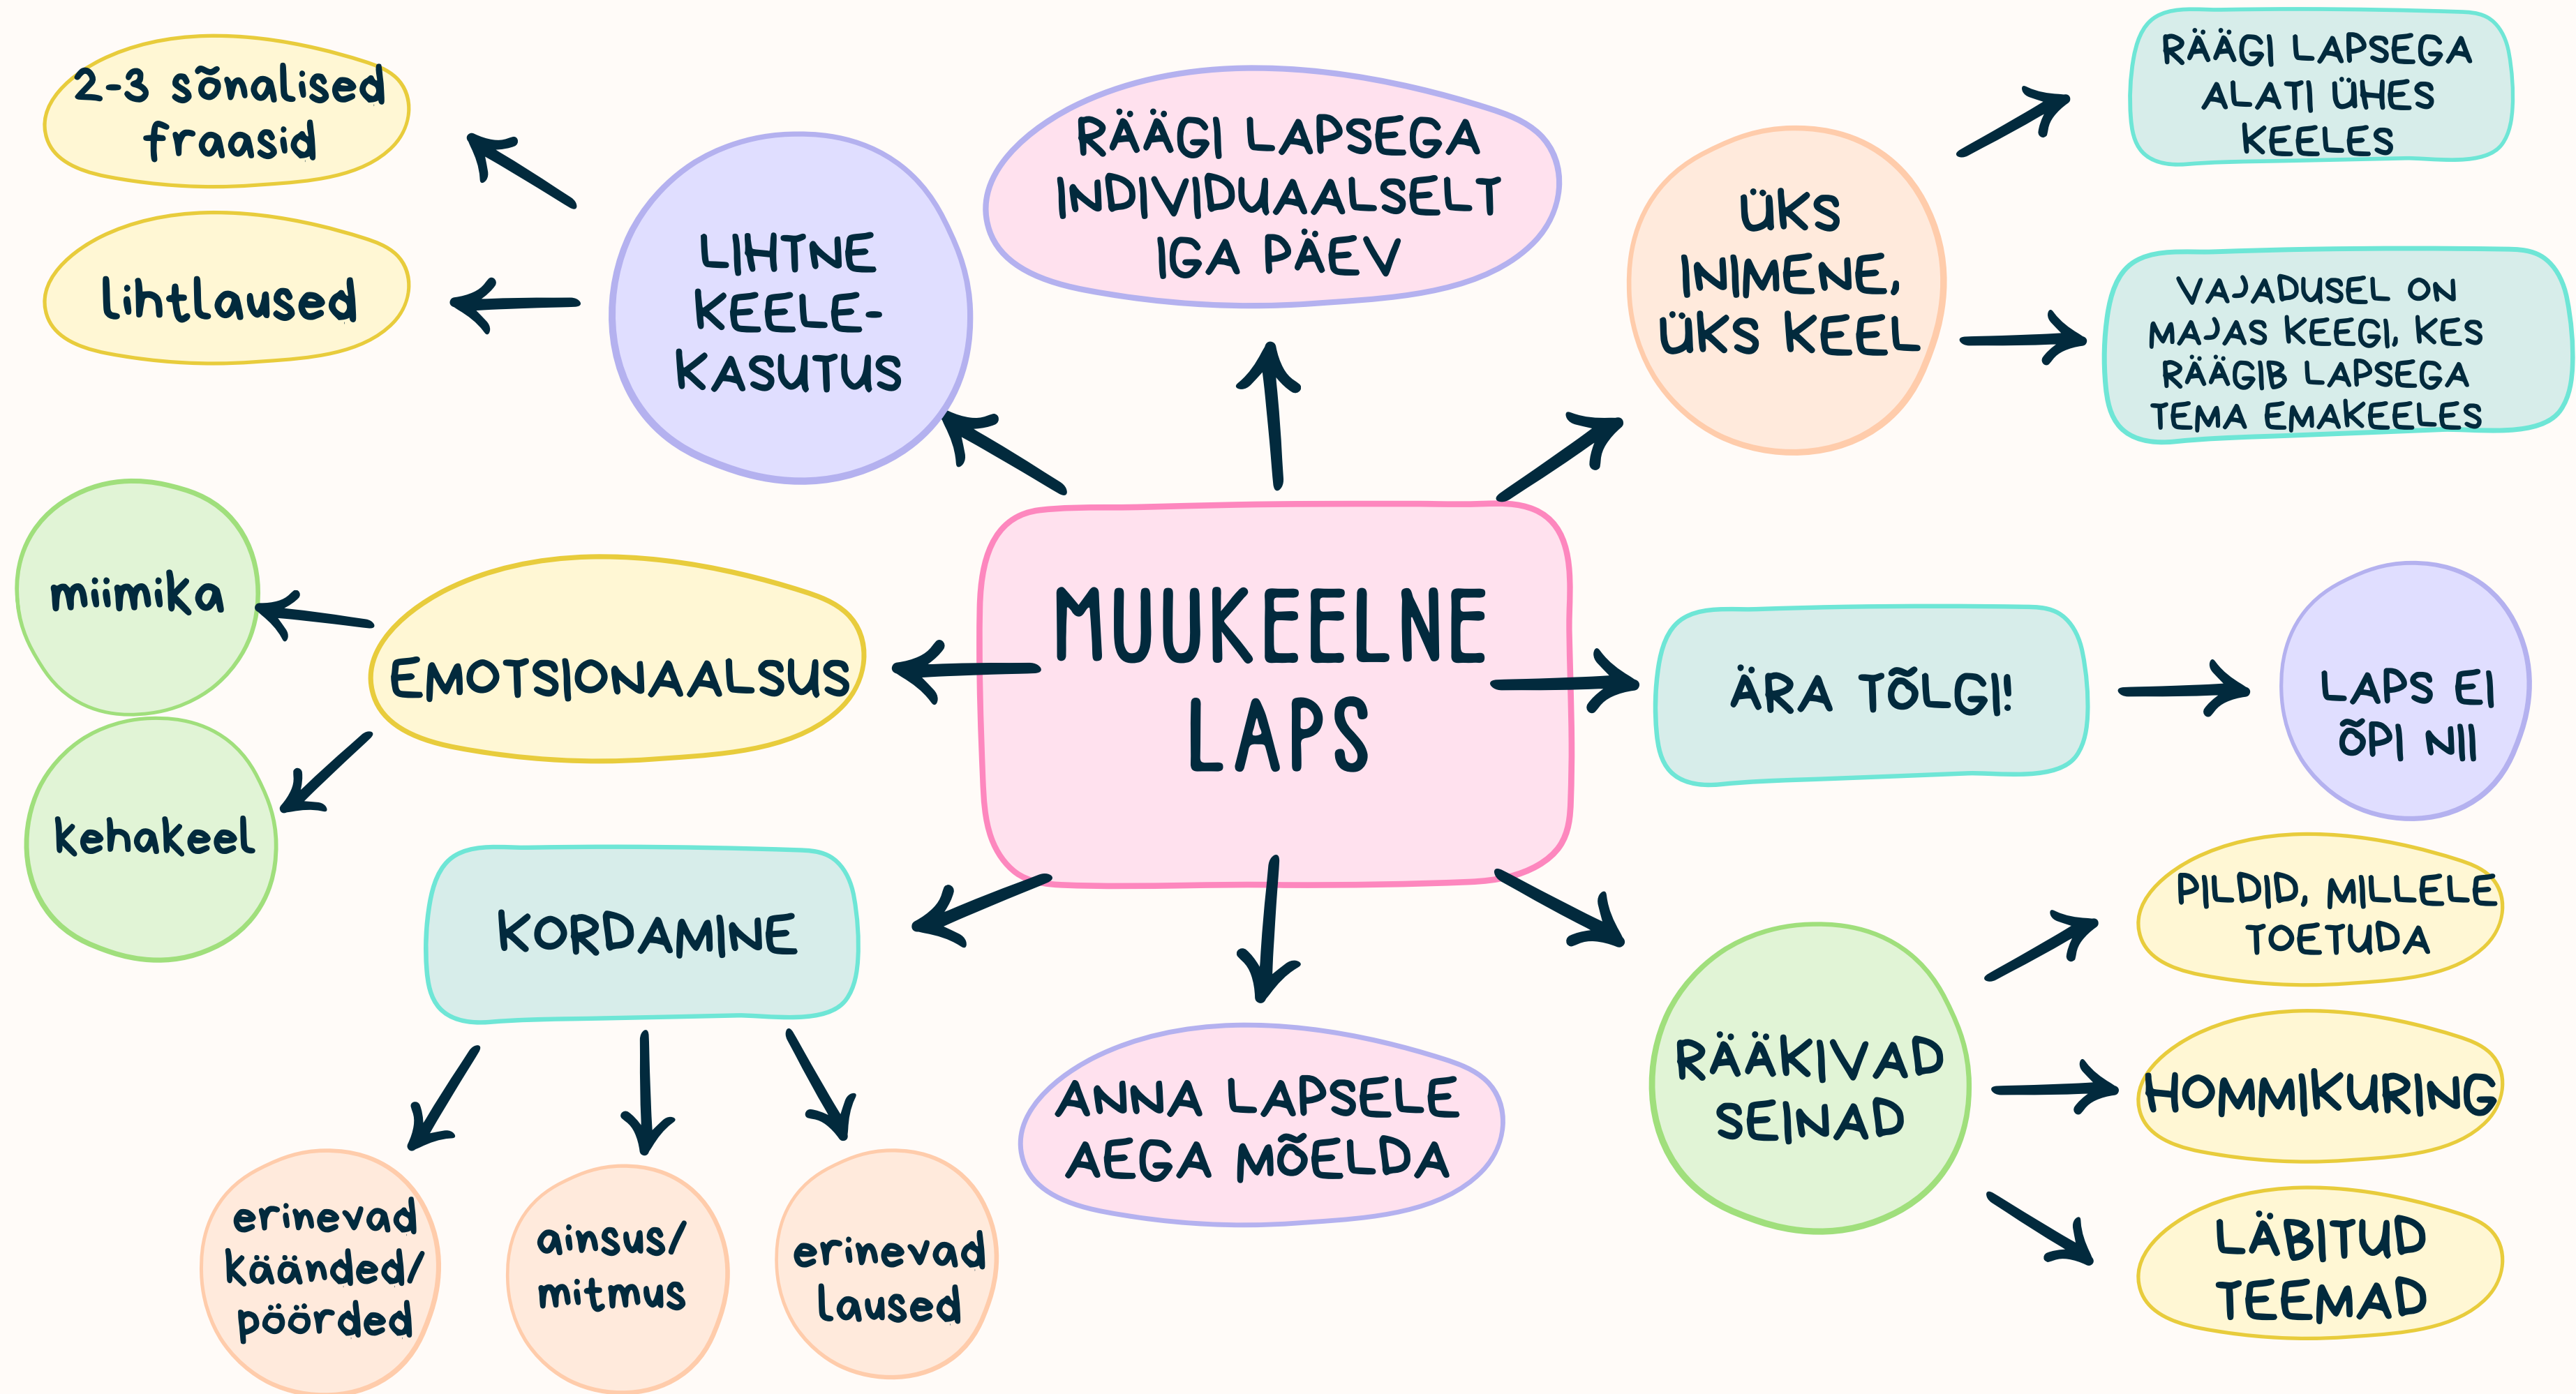 MUUKEELNE
LAPS
RÄÄGI LAPSEGA
INDIVIDUAALSELT
IGA PÄEV
ÜKS
INIMENE,
ÜKS KEEL
RÄÄGI LAPSEGA
ALATI ÜHES
KEELES
VAJADUSEL ON
MAJAS KEEGI, KES
RÄÄGIB LAPSEGA
TEMA EMAKEELES
ÄRA TÕLGI!
LAPS EI
ÕPI NII
RÄÄKIVAD
SEINAD
PILDID, MILLELE
TOETUDA
HOMMIKURING
LÄBITUD
TEEMAD
ANNA LAPSELE
AEGA MÕELDA
KORDAMINE
erinevad
käänded/
pöörded
ainsus/
mitmus
erinevad
laused
EMOTSIONAALSUS
miimika
kehakeel
LIHTNE
KEELE-
KASUTUS
2-3 sõnalised
fraasid
lihtlaused